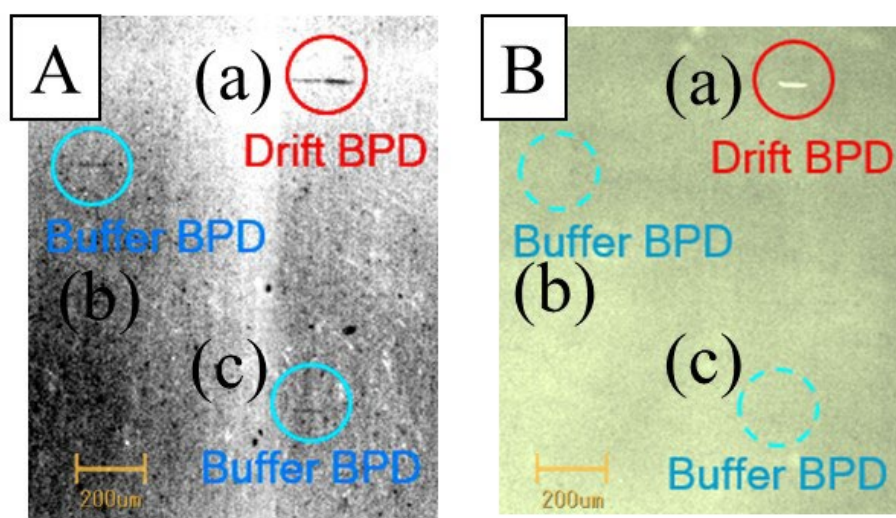 A
(a)
Drift BPD
Buffer BPD
(b)
(c)
Buffer BPD
200um
B
(a)
Drift BPD
Buffer BPD
(b)
(c)
Buffer BPD
200um